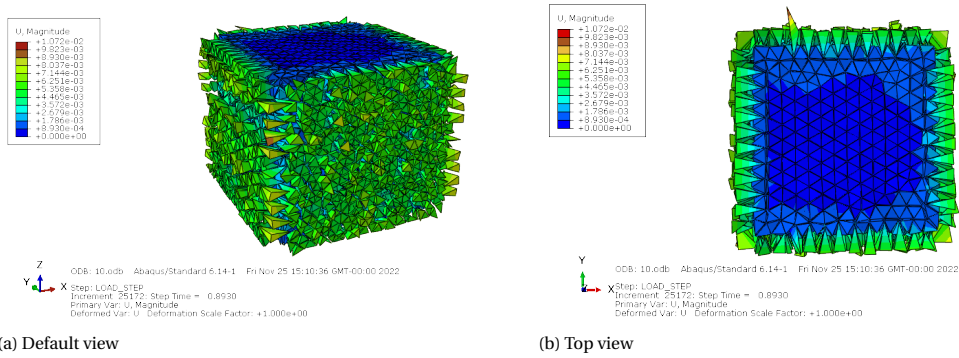 U, Magnitude
+1.072e-02
+9.823e-03
+8.930e-03
+8.037e-03
+7.144e-03
+6.251e-03
+5.358e-03
+4.465e-03
+3.572e-03
+2.679e-03
+1.786e-03
+8.930e-04
+0.000e+00
Z
Y
X
ODB: 10.odb Abaqus/Standard 6.14-1 Fri Nov 25 15:10:36 GMT-00:00 2022
Step: LOAD_STEP
Increment 25172: Step Time = 0.8930
Primary Var: U, Magnitude
Deformed Var: U Deformation Scale Factor: +1.000e+00
(a) Default view
U, Magnitude
+1.072e-02
+9.823e-03
+8.930e-03
+8.037e-03
+7.144e-03
+6.251e-03
+5.358e-03
+4.465e-03
+3.572e-03
+2.679e-03
+1.786e-03
+8.930e-04
+0.000e+00
Y
X
ODB: 10.odb Abaqus/Standard 6.14-1 Fri Nov 25 15:10:36 GMT-00:00 2022
Step: LOAD_STEP
Increment 25172: Step Time = 0.8930
Primary Var: U, Magnitude
Deformed Var: U Deformation Scale Factor: +1.000e+00
(b) Top view